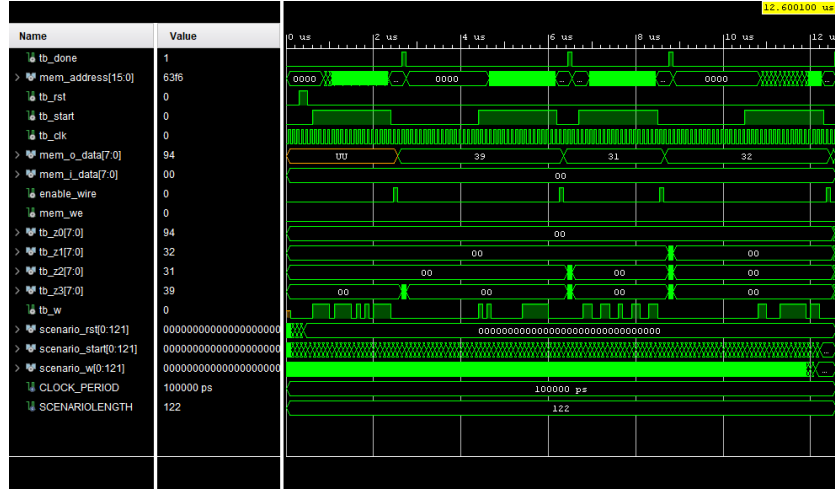 12.600100 us
Name Value 0 us 2 us 4 us 6 us 8 us 10 us 12 u
tb_done 1
mem_address[15:0] 63f6 0000 ... 0000 ... ... ... 0000 ...
tb_rst 0
tb_start 0
tb_clk 0
mem_o_data[7:0] 94 UU 39 31 32
mem_i_data[7:0] 00 00
enable_wire 0
mem_we 0
tb_z0[7:0] 94 00
tb_z1[7:0] 32 00 00
tb_z2[7:0] 31 00 00 00
tb_z3[7:0] 39 00 00 00 00
tb_w 0
scenario_rst[0:121] 00000000000000000000 00000000000000000000000000000
scenario_start[0:121] 00000000000000000000 ...
scenario_w[0:121] 00000000000000000000 ...
CLOCK_PERIOD 100000 ps 100000 ps
SCENARIOLENGTH 122 122